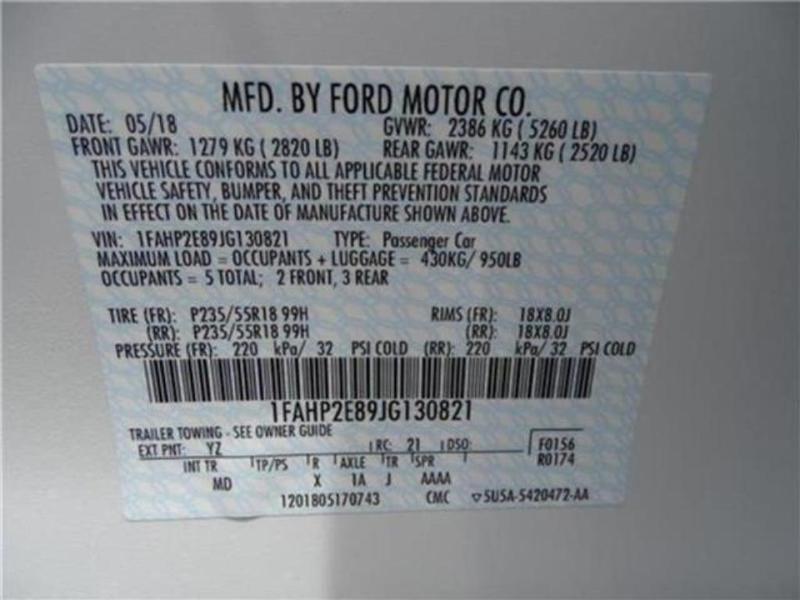 MFD. BY FORD MOTOR CO.
DATE: 05/18 GVWR: 2386 KG ( 5260 LB)
FRONT GAWR: 1279 KG ( 2820 LB) REAR GAWR: 1143 KG ( 2520 LB)
THIS VEHICLE CONFORMS TO ALL APPLICABLE FEDERAL MOTOR
VEHICLE SAFETY, BUMPER, AND THEFT PREVENTION STANDARDS
IN EFFECT ON THE DATE OF MANUFACTURE SHOWN ABOVE.
VIN: 1FAHP2E89JG130821 TYPE: Passenger Car
MAXIMUM LOAD = OCCUPANTS + LUGGAGE = 430KG/ 950LB
OCCUPANTS = 5 TOTAL; 2 FRONT, 3 REAR
TIRE (FR): P235/55R18 99H RIMS (FR): 18X8.0J
(RR): P235/55R18 99H (RR): 18X8.0J
PRESSURE (FR): 220 kPa/ 32 PSI COLD (RR): 220 kPa/ 32 PSI COLD
1FAHP2E89JG130821
TRAILER TOWING - SEE OWNER GUIDE
EXT PNT: YZ RC: 21 DSO: F0156
INT TR TP/PS R AXLE TR SPR R0174
MD X 1A J AAAA
1201805170743 CMC ▽5U5A-5420472-AA